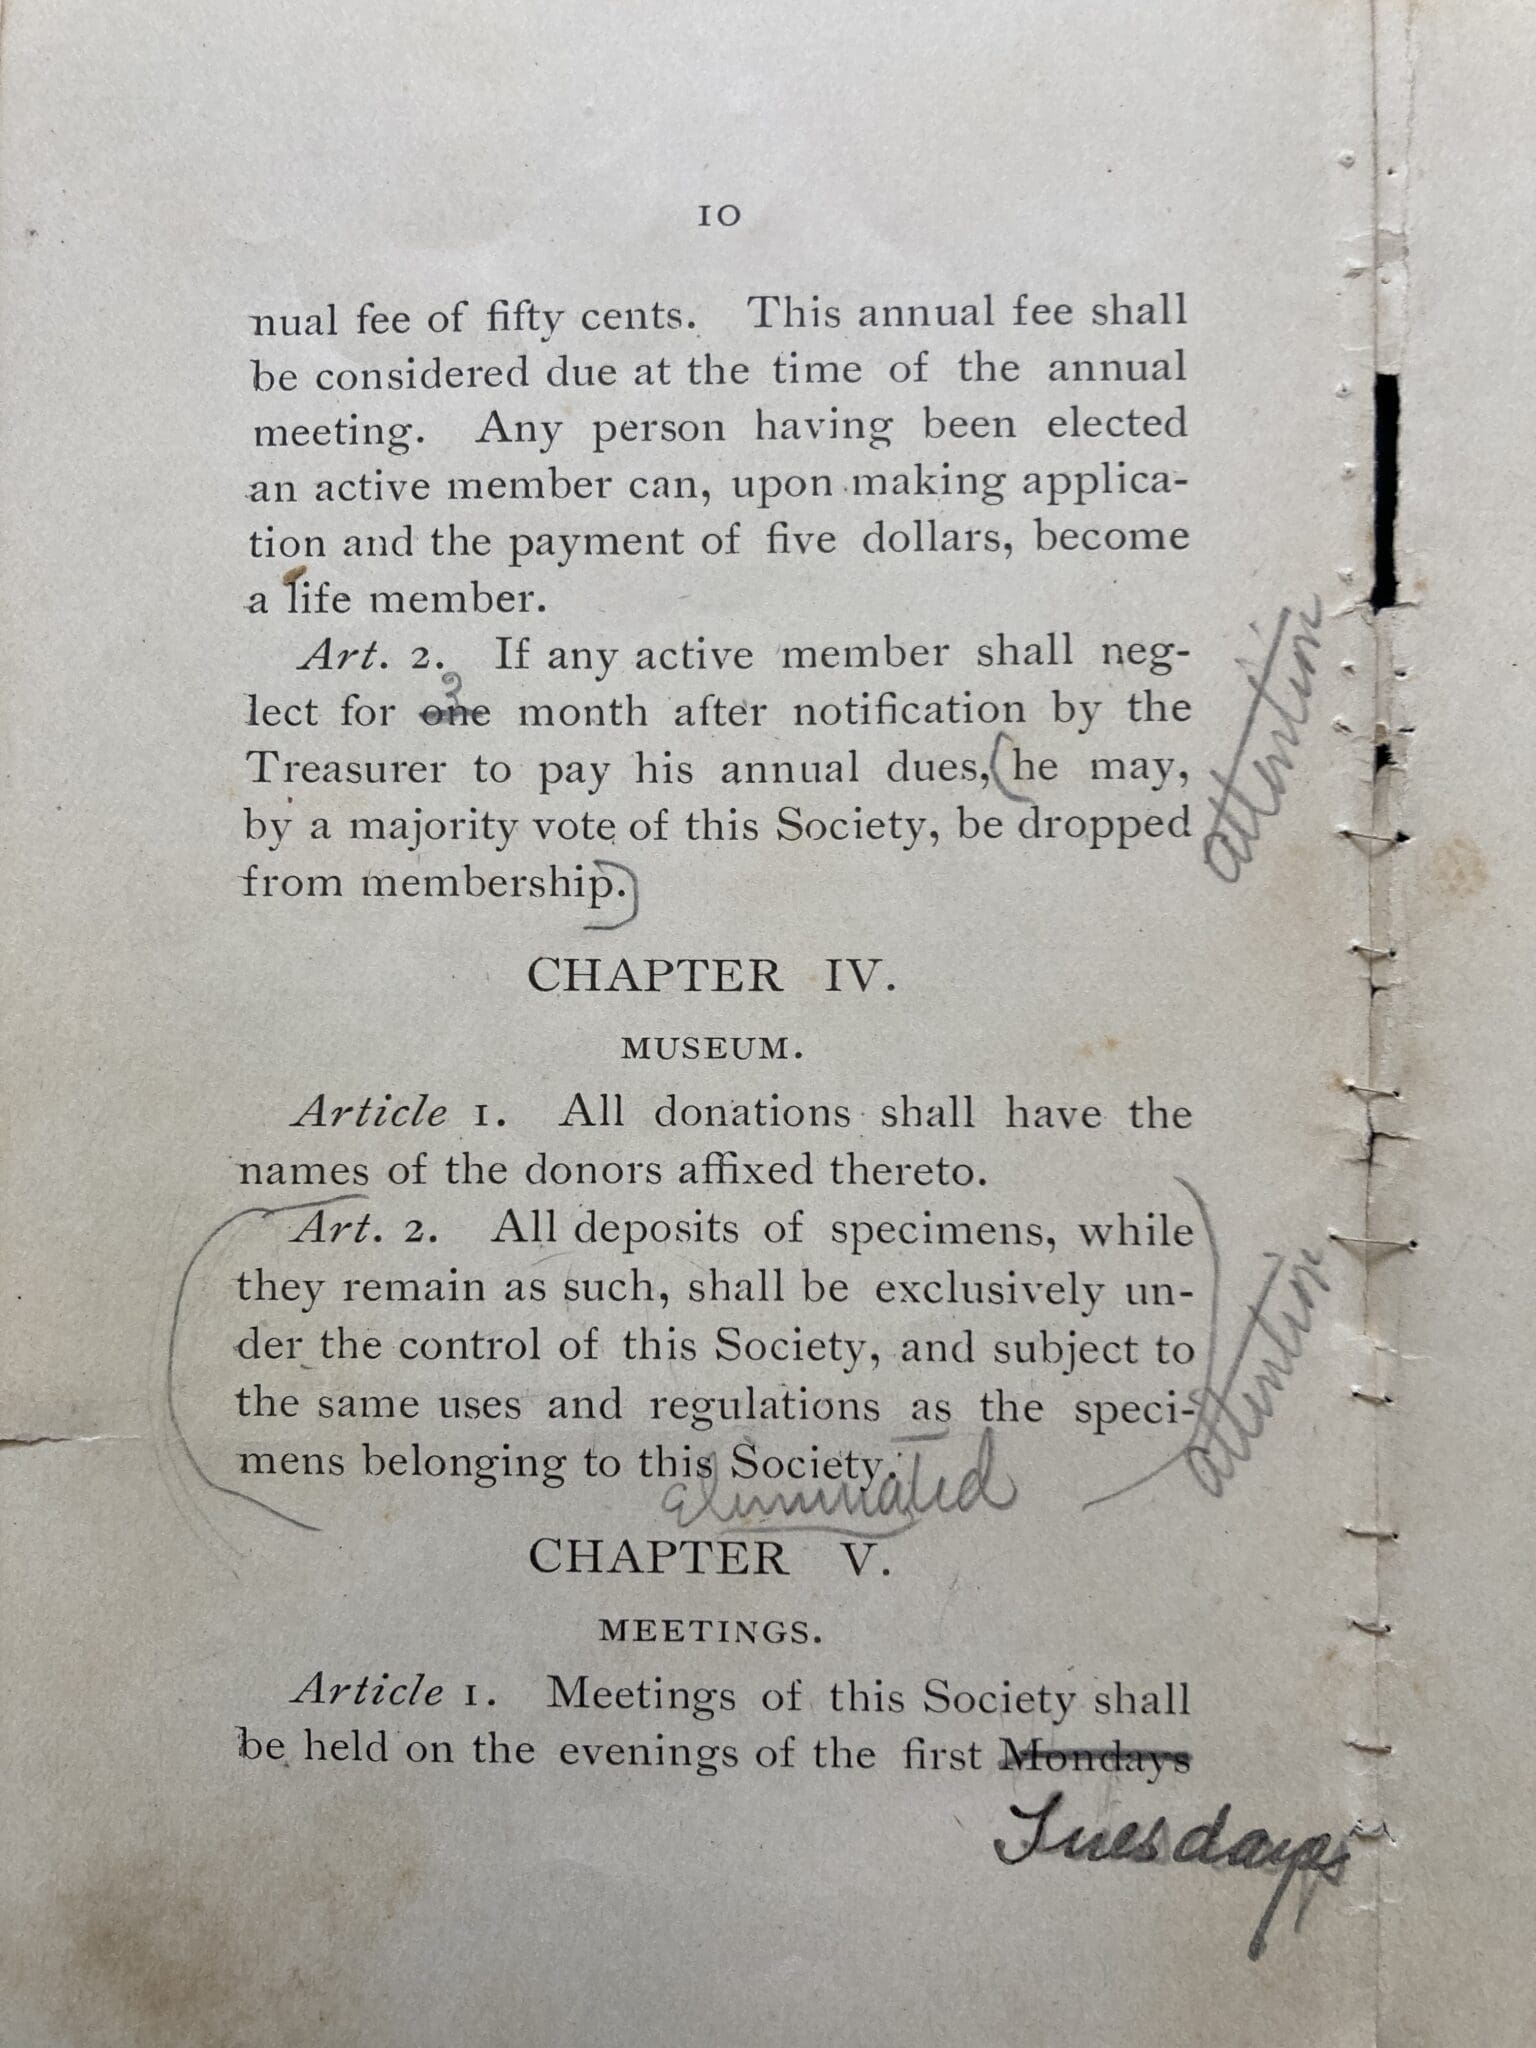 10
nual fee of fifty cents. This annual fee shall
be considered due at the time of the annual
meeting. Any person having been elected
an active member can, upon making applica-
tion and the payment of five dollars, become
a life member.
Art. 2. If any active member shall neg-
lect for one month after notification by the
Treasurer to pay his annual dues, (he may,
by a majority vote of this Society, be dropped
from membership.)
attention
CHAPTER IV.
MUSEUM.
Article 1. All donations shall have the
names of the donors affixed thereto.
(Art. 2. All deposits of specimens, while
they remain as such, shall be exclusively un-
der the control of this Society, and subject to
the same uses and regulations as the speci-
mens belonging to this Society.)
attention
eliminated
CHAPTER V.
MEETINGS.
Article 1. Meetings of this Society shall
be held on the evenings of the first Mondays
Tuesdays